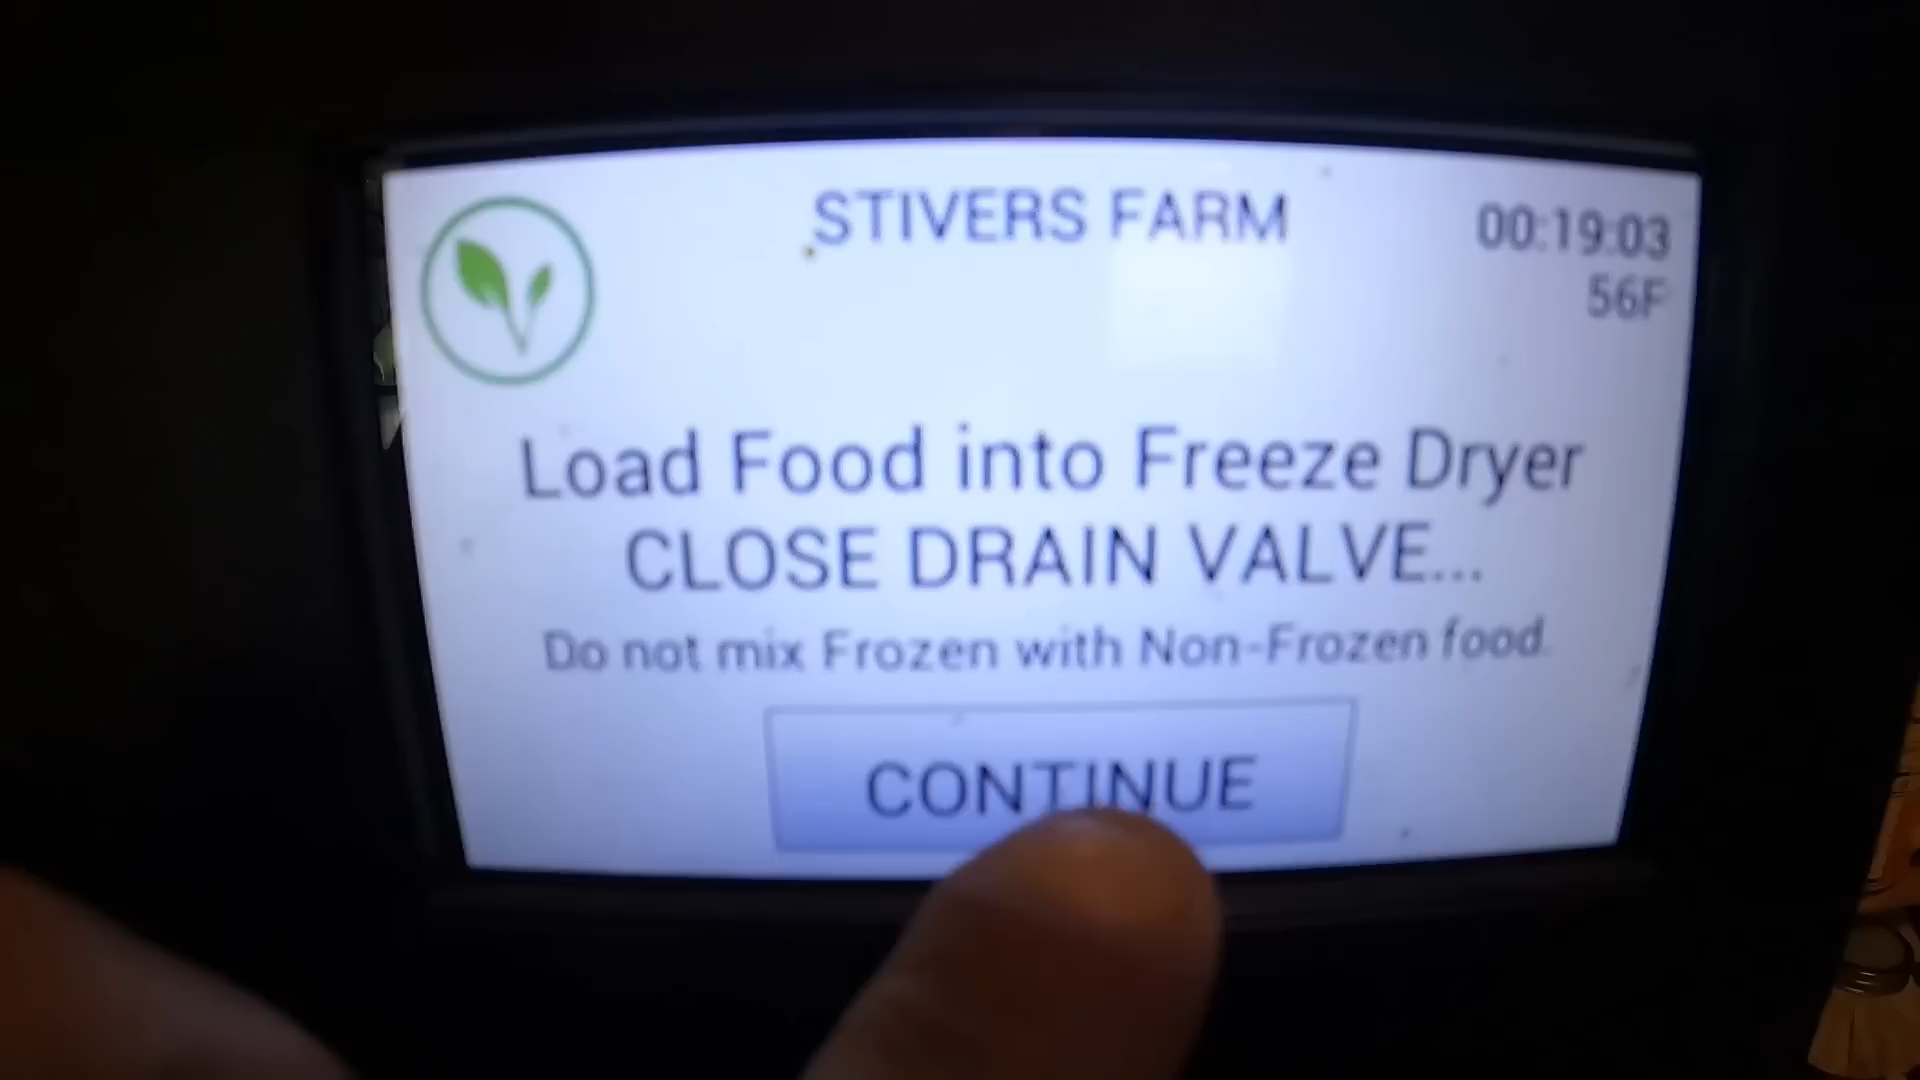 STIVERS FARM
00:19:03
56F
Load Food into Freeze Dryer
CLOSE DRAIN VALVE...
Do not mix Frozen with Non-Frozen food.
CONTINUE